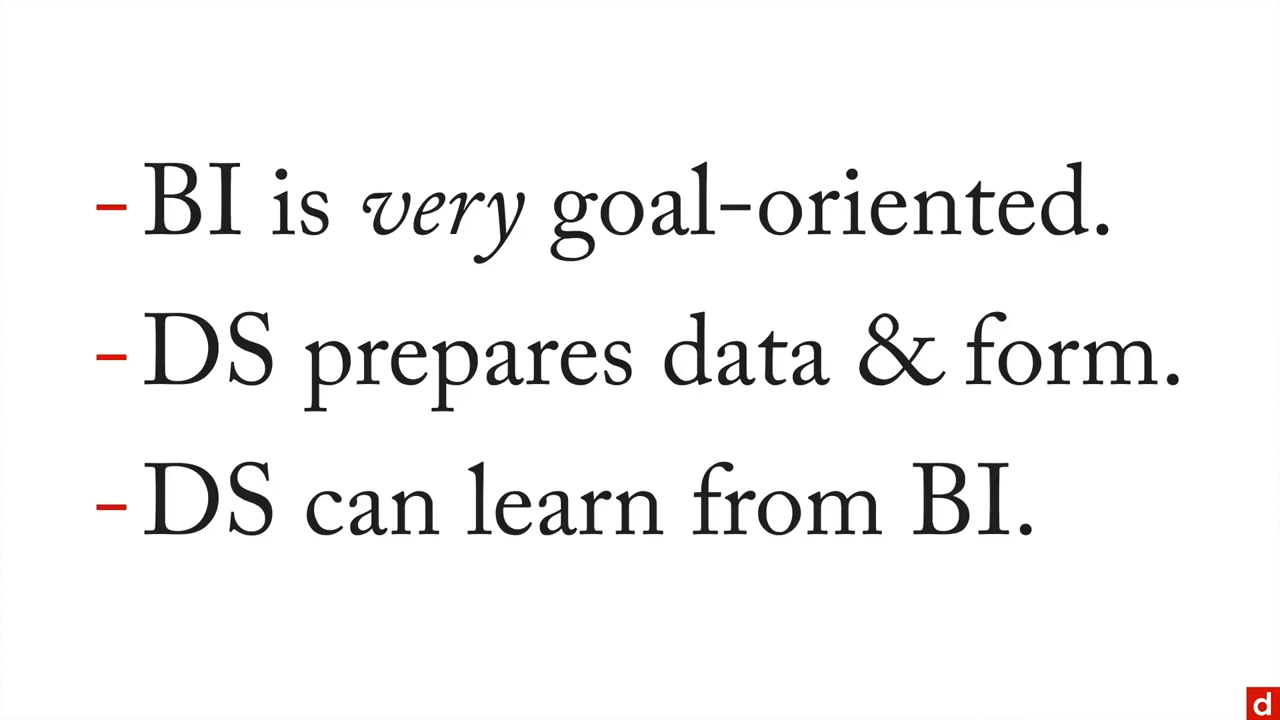 - BI is very goal-oriented.
- DS prepares data & form.
- DS can learn from BI.
d